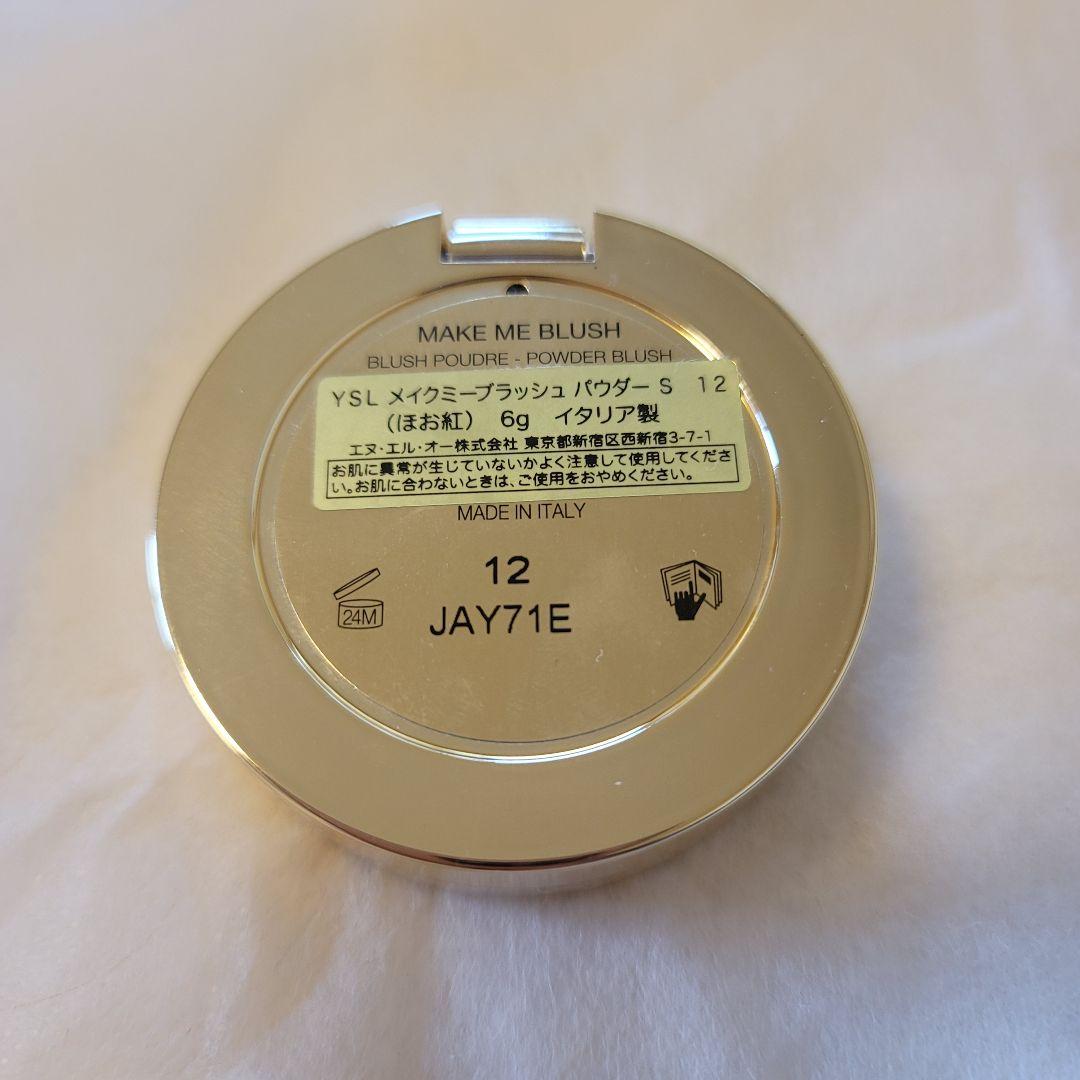 MAKE ME BLUSH
BLUSH POUDRE - POWDER BLUSH
YSL メイクミーブラッシュ パウダー S 12
（ほお紅） 6g イタリア製
エヌ・エル・オー株式会社 東京都新宿区西新宿3-7-1
お肌に異常が生じていないかよく注意して使用してくださ
い。お肌に合わないときは、ご使用をおやめください。
MADE IN ITALY
12
24M
JAY71E